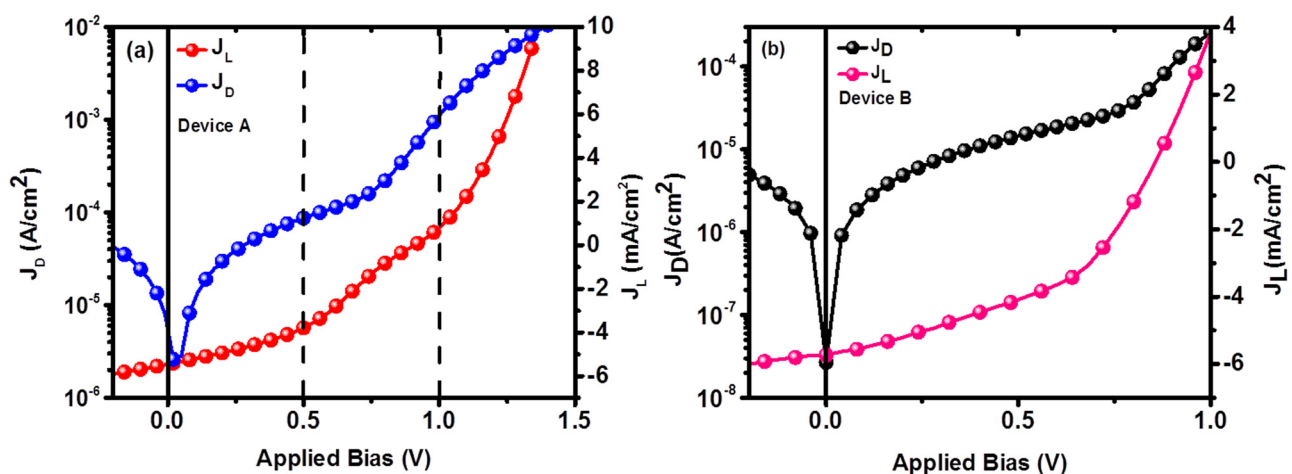 (a)
J_L
J_D
Device A
10^-2
10^-3
10^-4
10^-5
10^-6
J_D (A/cm^2)
10
8
6
4
2
0
-2
-4
-6
J_L (mA/cm^2)
0.0 0.5 1.0 1.5
Applied Bias (V)
(b)
J_D
J_L
Device B
10^-4
10^-5
10^-6
10^-7
10^-8
J_D(A/cm^2)
4
2
0
-2
-4
-6
J_L(mA/cm^2)
0.0 0.5 1.0
Applied Bias (V)